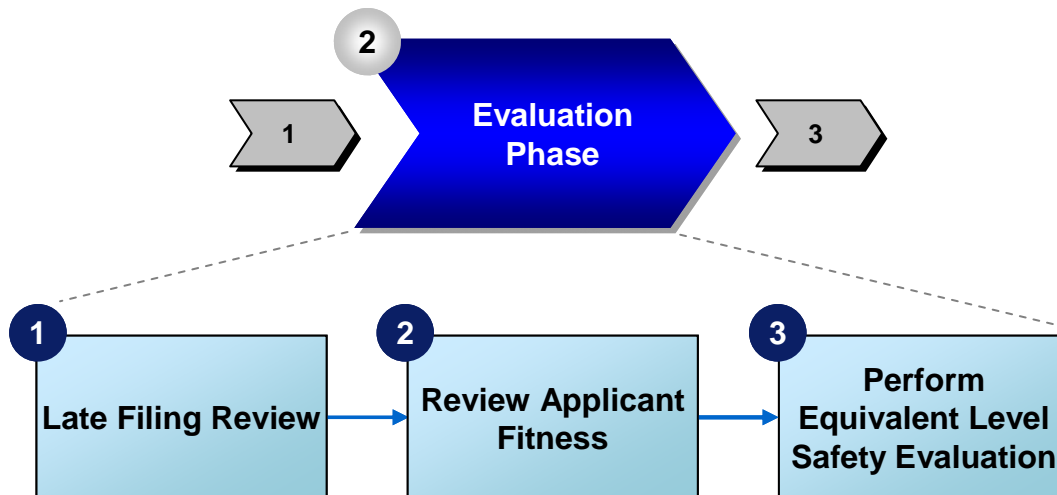 2
1
Evaluation
Phase
3
1
Late Filing Review
2
Review Applicant
Fitness
3
Perform
Equivalent Level
Safety Evaluation